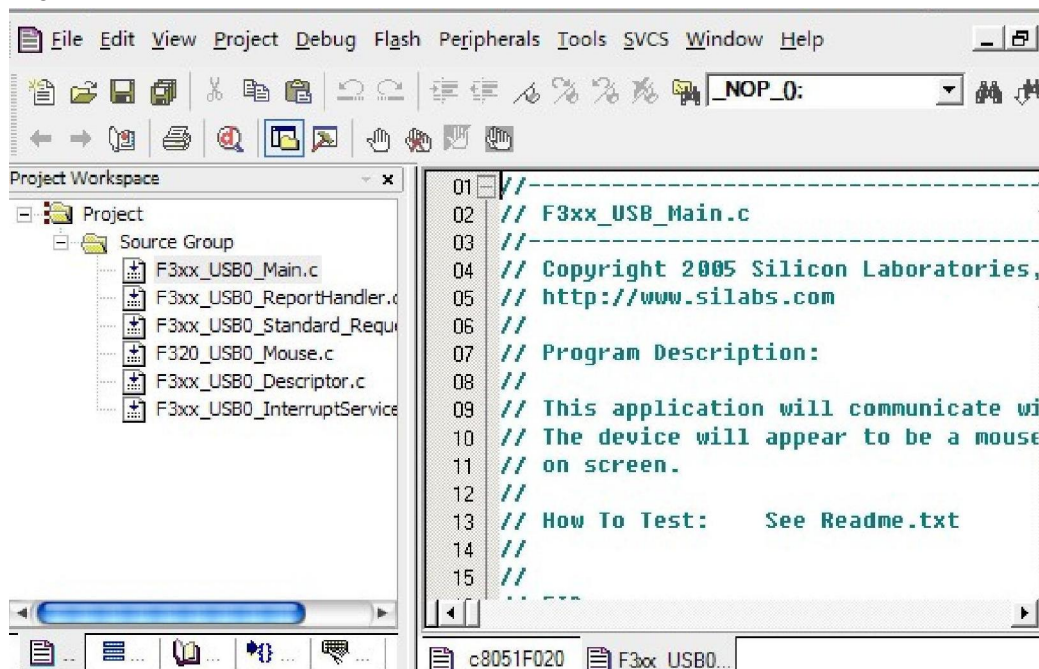 File Edit View Project Debug Flash Peripherals Tools SVCS Window Help
_NOP_():
Project Workspace
Project
Source Group
F3xx_USB0_Main.c
F3xx_USB0_ReportHandler.c
F3xx_USB0_Standard_Requ
F320_USB0_Mouse.c
F3xx_USB0_Descriptor.c
F3xx_USB0_InterruptService
01 //-----------------------------------
02 // F3xx_USB_Main.c
03 //-----------------------------------
04 // Copyright 2005 Silicon Laboratories,
05 // http://www.silabs.com
06 //
07 // Program Description:
08 //
09 // This application will communicate wi
10 // The device will appear to be a mouse
11 // on screen.
12 //
13 // How To Test: See Readme.txt
14 //
15 //
... ... ... ... ...
c8051F020 F3xx_USB0...